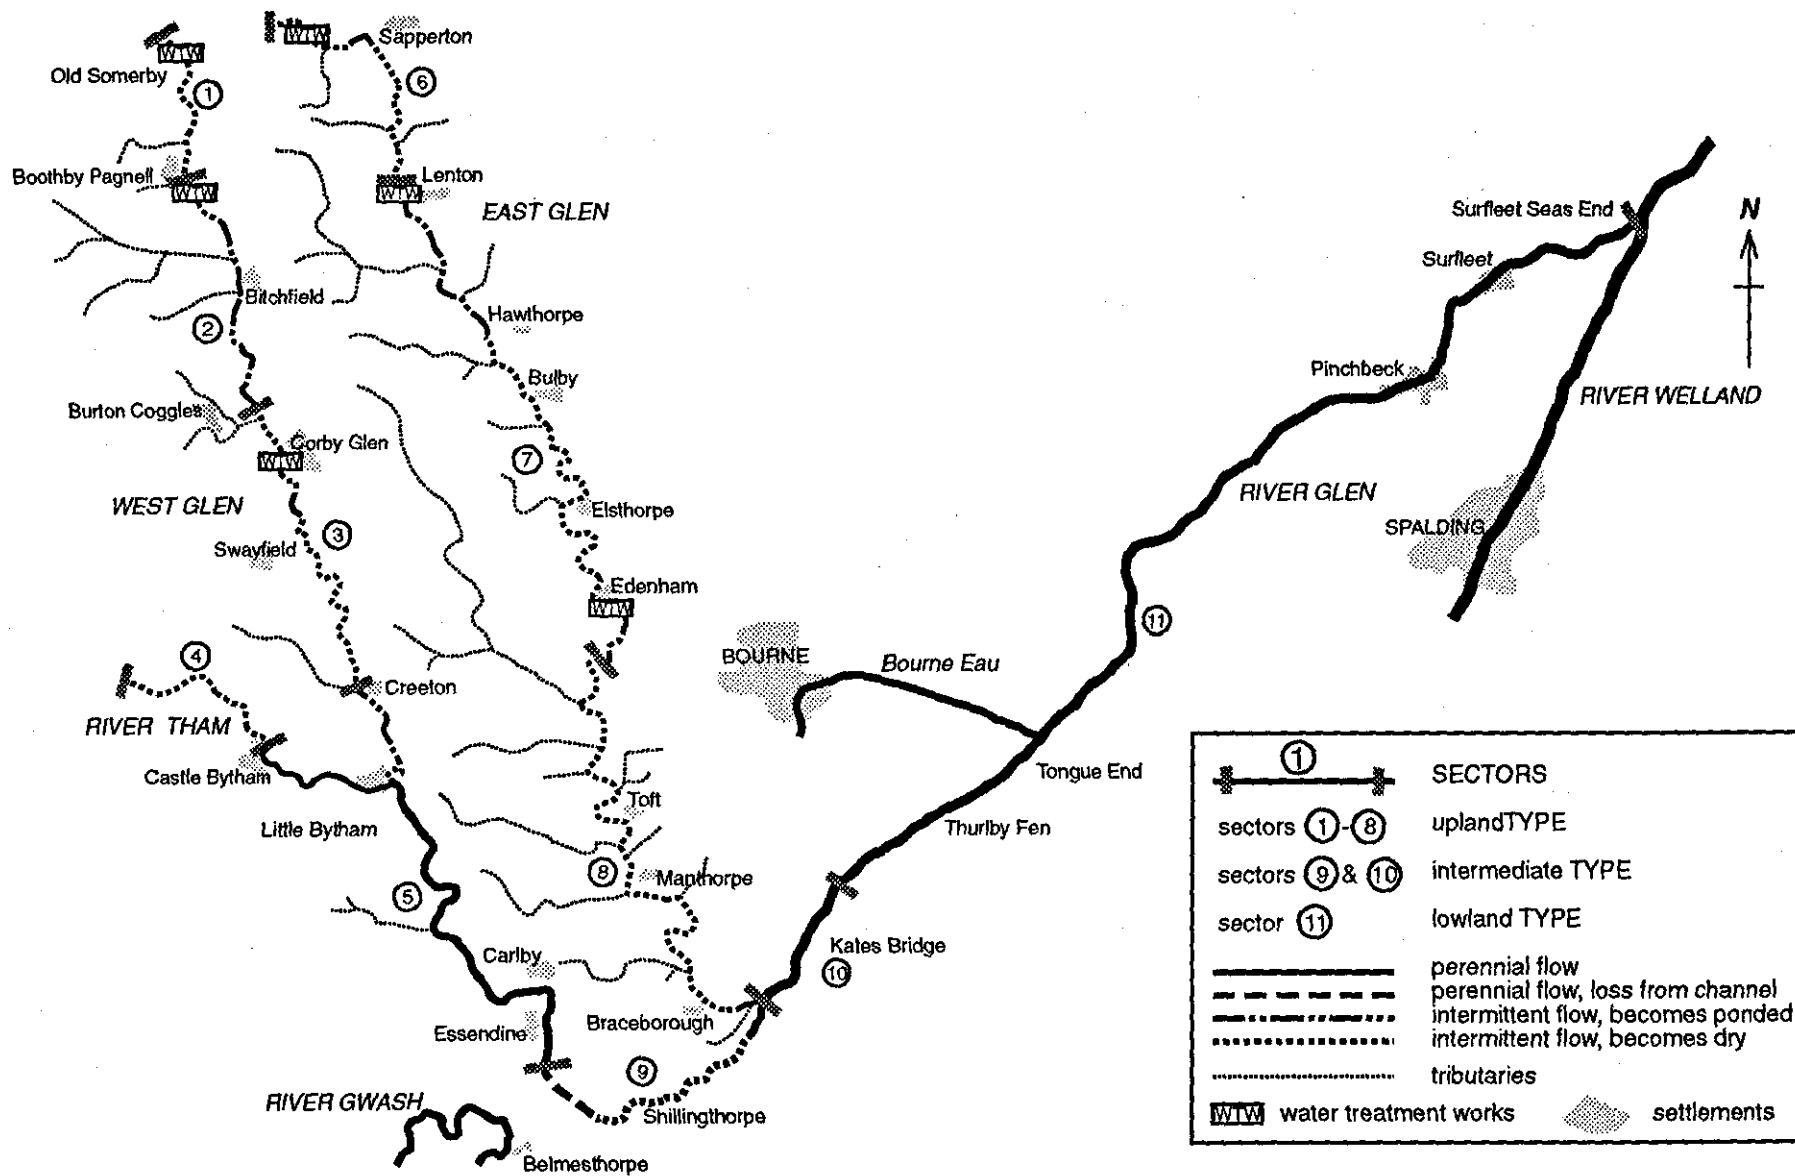 Sapperton
WTW
WTW
Old Somerby
1
6
Boothby Pagnell
WTW
Lenton
WTW
EAST GLEN
Surfleet Seas End
N
Surfleet
Bitchfield
Hawthorpe
2
Pinchbeck
Bulby
RIVER WELLAND
Burton Coggles
Corby Glen
WTW
7
RIVER GLEN
WEST GLEN
Elsthorpe
SPALDING
3
Swayfield
Edenham
WTW
11
4
BOURNE
Bourne Eau
Creeton
RIVER THAM
Castle Bytham
Tongue End
Toft
Little Bytham
Thurlby Fen
8
Manthorpe
5
Carlby
Kates Bridge
10
Essendine
Braceborough
9
RIVER GWASH
Shillingthorpe
Belmesthorpe
1
SECTORS
sectors 1 - 8 uplandTYPE
sectors 9 & 10 intermediate TYPE
sector 11 lowland TYPE
perennial flow
perennial flow, loss from channel
intermittent flow, becomes ponded
intermittent flow, becomes dry
tributaries
WTW water treatment works settlements